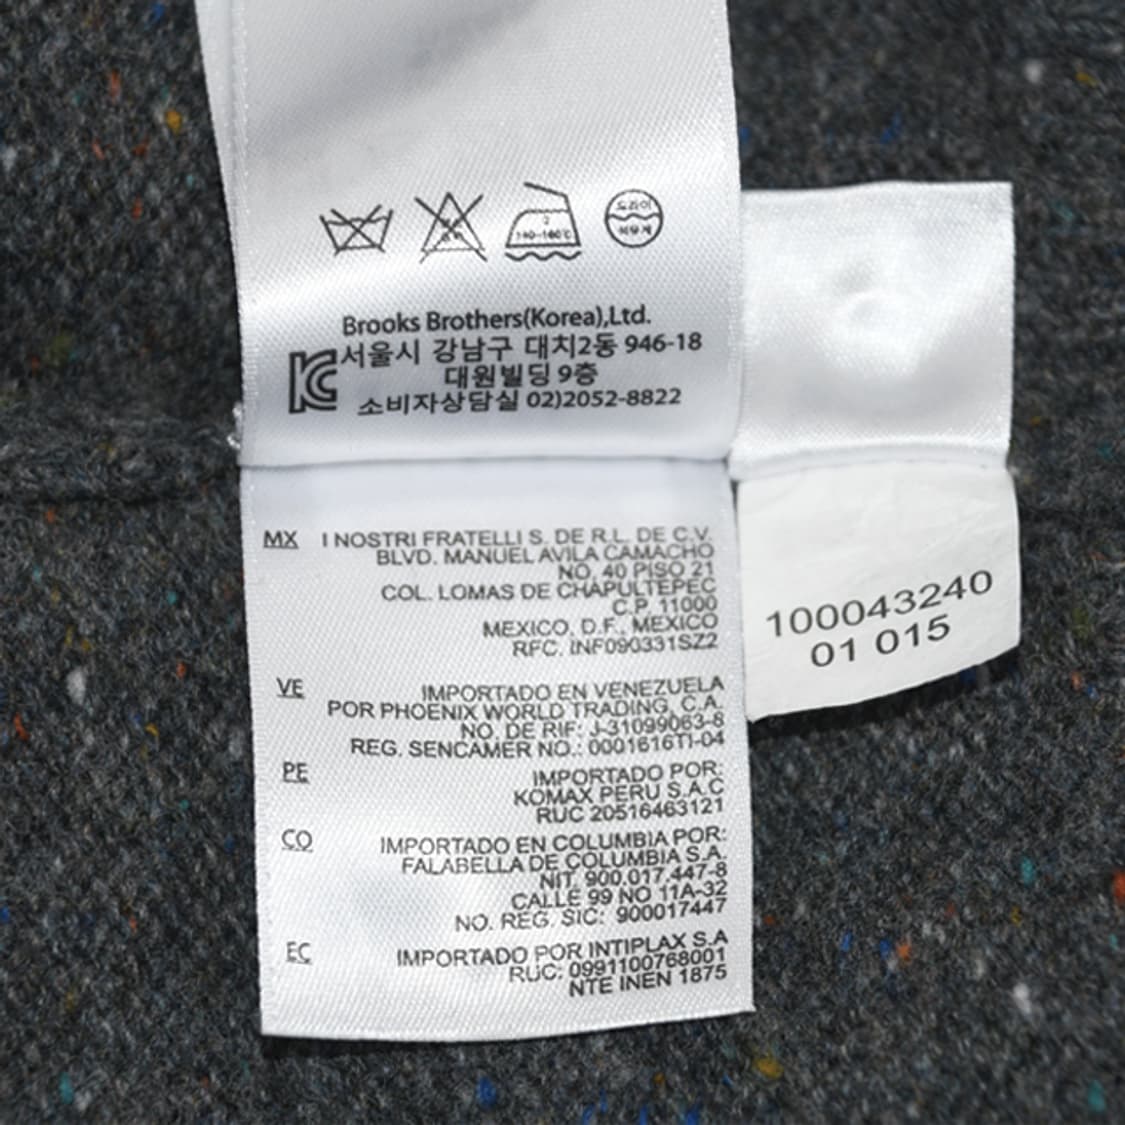 2
140~160℃
드라이
석유계
Brooks Brothers(Korea),Ltd.
서울시 강남구 대치2동 946-18
대원빌딩 9층
소비자상담실 02)2052-8822
MX I NOSTRI FRATELLI S. DE R.L. DE C.V.
BLVD. MANUEL AVILA CAMACHO
NO. 40 PISO 21
COL. LOMAS DE CHAPULTEPEC
C.P. 11000
MEXICO, D.F., MEXICO
RFC. INF090331SZ2
VE IMPORTADO EN VENEZUELA
POR PHOENIX WORLD TRADING, C.A.
NO. DE RIF: J-31099063-8
REG. SENCAMER NO.: 0001616TI-04
PE IMPORTADO POR:
KOMAX PERU S.A.C
RUC 20516463121
CO IMPORTADO EN COLUMBIA POR:
FALABELLA DE COLUMBIA S.A.
NIT. 900.017.447-8
CALLE 99 NO 11A-32
NO. REG. SIC: 900017447
EC IMPORTADO POR INTIPLAX S.A
RUC: 0991100768001
NTE INEN 1875
100043240
01 015